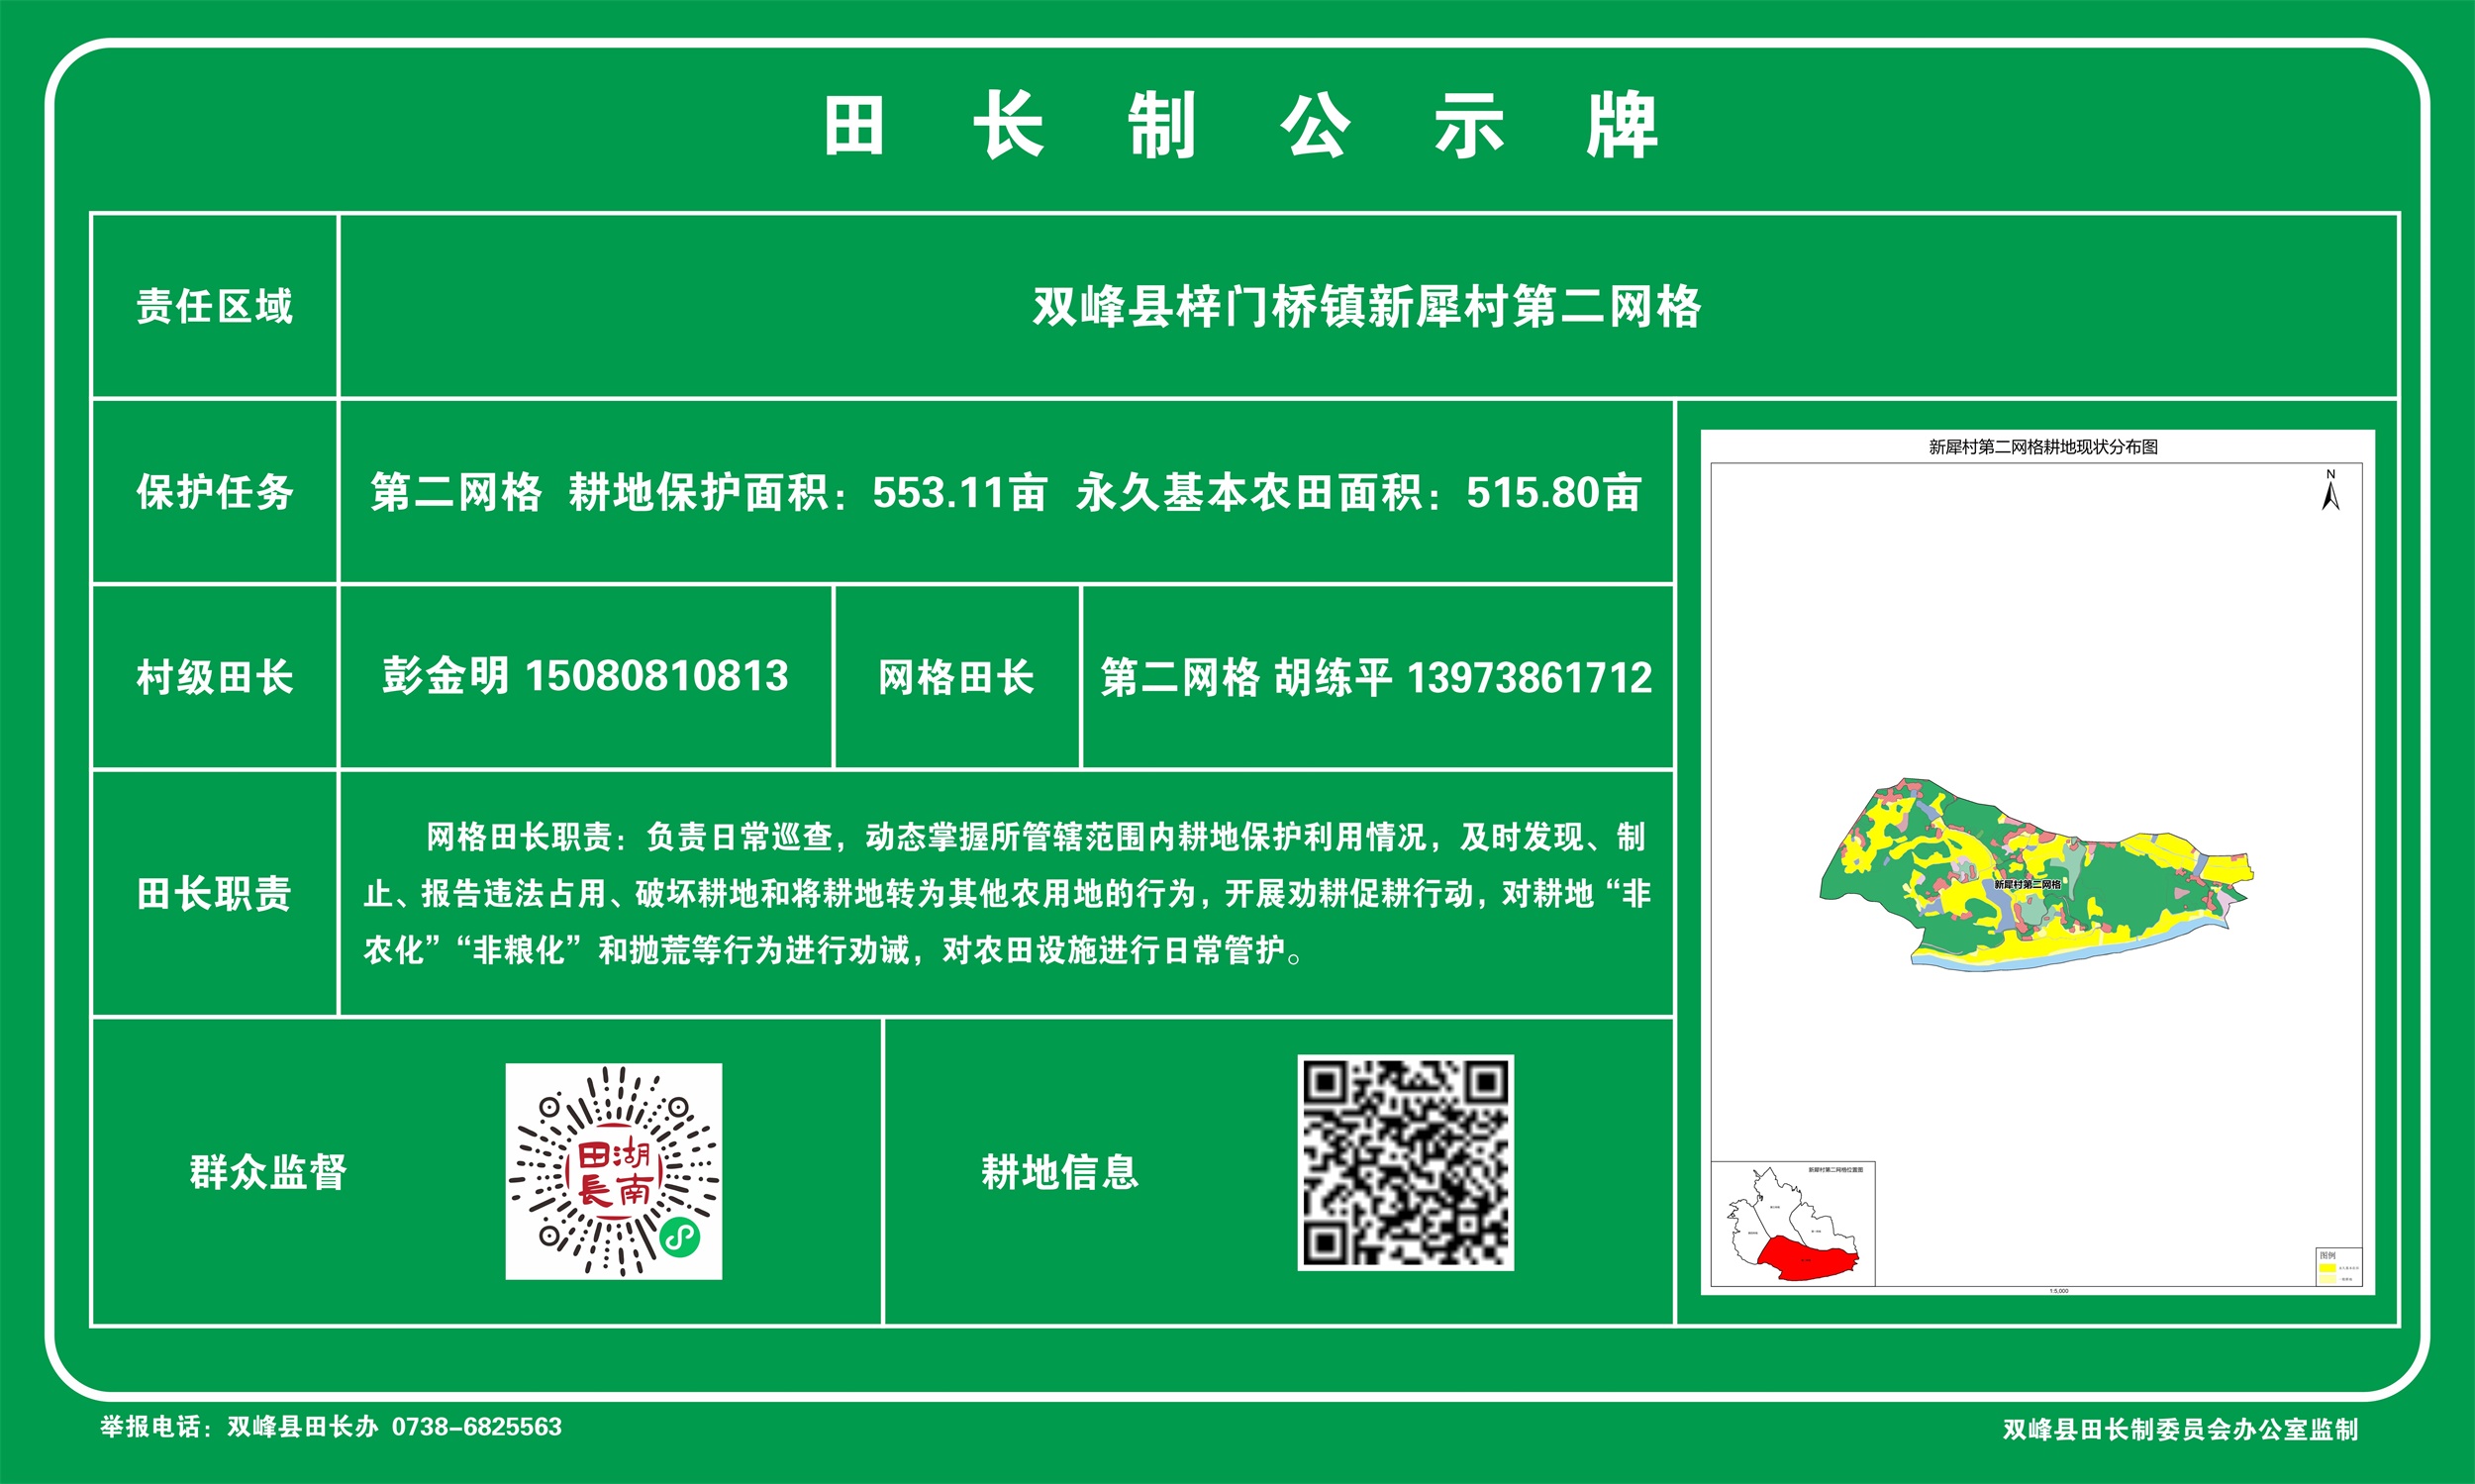 田长制公示牌
责任区域
双峰县梓门桥镇新犀村第二网格
保护任务
第二网格 耕地保护面积：553.11亩 永久基本农田面积：515.80亩
村级田长
彭金明 15080810813
网格田长
第二网格 胡练平 13973861712
田长职责
网格田长职责：负责日常巡查，动态掌握所管辖范围内耕地保护利用情况，及时发现、制
止、报告违法占用、破坏耕地和将耕地转为其他农用地的行为，开展劝耕促耕行动，对耕地“非
农化”“非粮化”和抛荒等行为进行劝诫，对农田设施进行日常管护。
群众监督
湖南
田長
耕地信息
新犀村第二网格耕地现状分布图
N
新犀村第二网格
新犀村第二网格位置图
图例
1:5,000
举报电话：双峰县田长办 0738-6825563
双峰县田长制委员会办公室监制